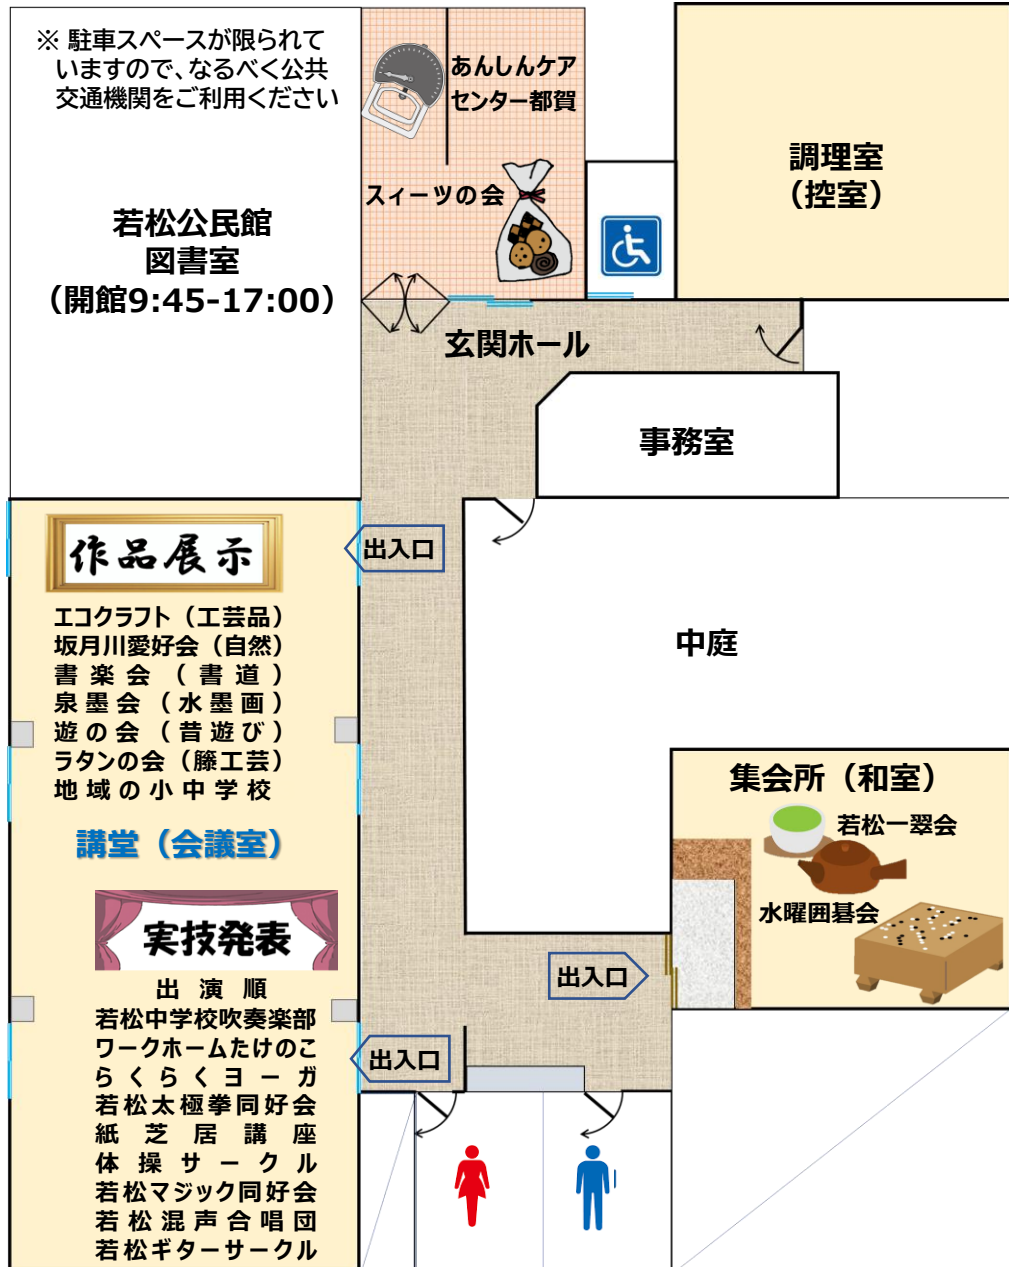 ※ 駐車スペースが限られて
いますので、なるべく公共
交通機関をご利用ください
若松公民館
図書室
（開館9:45-17:00）
あんしんケア
センター都賀
スィーツの会
調理室
（控室）
玄関ホール
事務室
作品展示
出入口
エコクラフト（工芸品）
坂月川愛好会（自然）
書楽会（書道）
泉墨会（水墨画）
遊の会（昔遊び）
ラタンの会（籐工芸）
地域の小中学校
中庭
講堂（会議室）
集会所（和室）
若松一翠会
水曜囲碁会
実技発表
出入口
出演順
若松中学校吹奏楽部
ワークホームたけのこ
らくらくヨーガ
若松太極拳同好会
紙芝居講座
体操サークル
若松マジック同好会
若松混声合唱団
若松ギターサークル
出入口